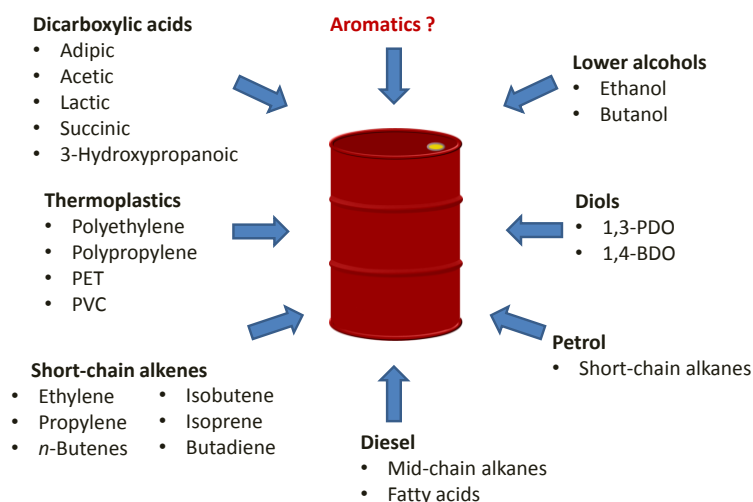 Dicarboxylic acids
• Adipic
• Acetic
• Lactic
• Succinic
• 3-Hydroxypropanoic
Aromatics ?
Lower alcohols
• Ethanol
• Butanol
Thermoplastics
• Polyethylene
• Polypropylene
• PET
• PVC
Diols
• 1,3-PDO
• 1,4-BDO
Short-chain alkenes
• Ethylene
• Propylene
• n-Butenes
• Isobutene
• Isoprene
• Butadiene
Petrol
• Short-chain alkanes
Diesel
• Mid-chain alkanes
• Fatty acids